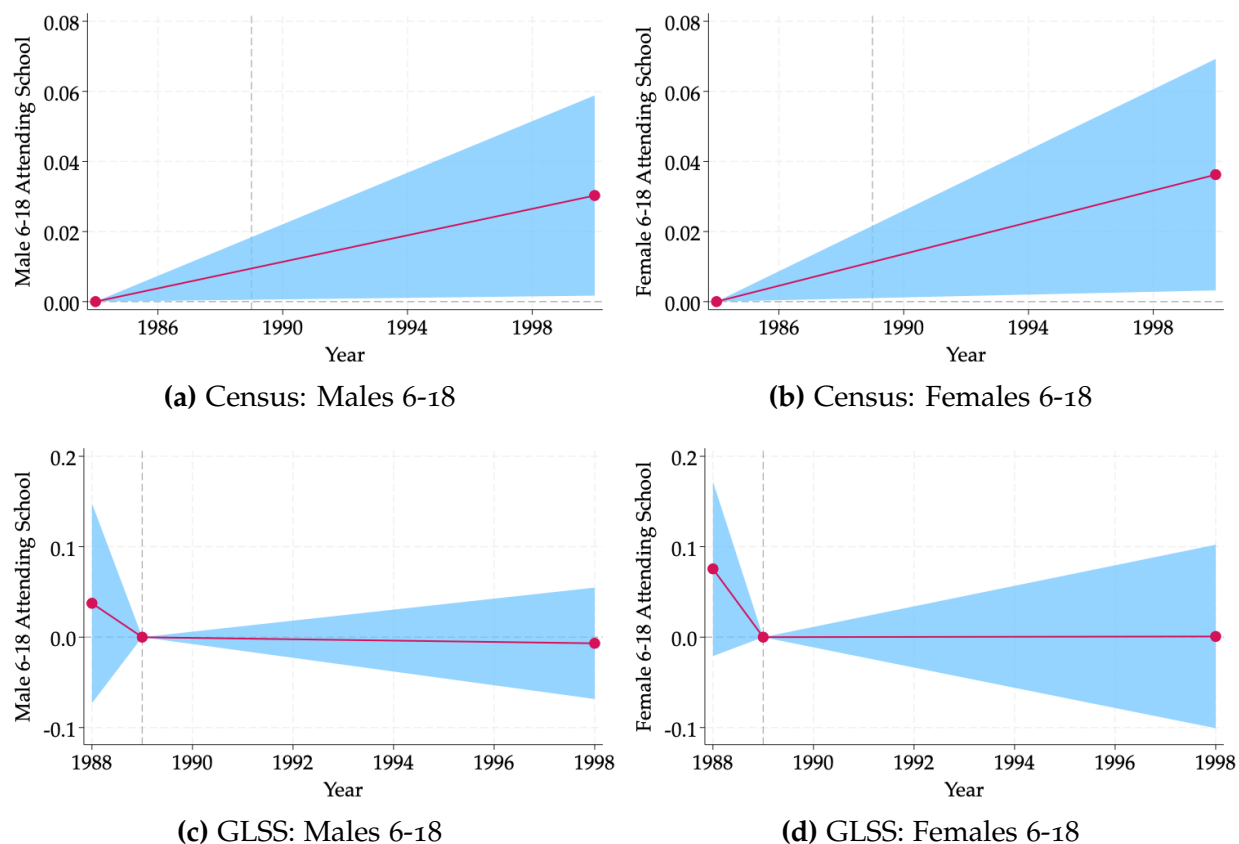 Male 6-18 Attending School
0.08
0.06
0.04
0.02
0.00
1986 1990 1994 1998
Year
(a) Census: Males 6-18
Female 6-18 Attending School
0.08
0.06
0.04
0.02
0.00
1986 1990 1994 1998
Year
(b) Census: Females 6-18
Male 6-18 Attending School
0.2
0.1
0.0
-0.1
1988 1990 1992 1994 1996 1998
Year
(c) GLSS: Males 6-18
Female 6-18 Attending School
0.2
0.1
0.0
-0.1
1988 1990 1992 1994 1996 1998
Year
(d) GLSS: Females 6-18